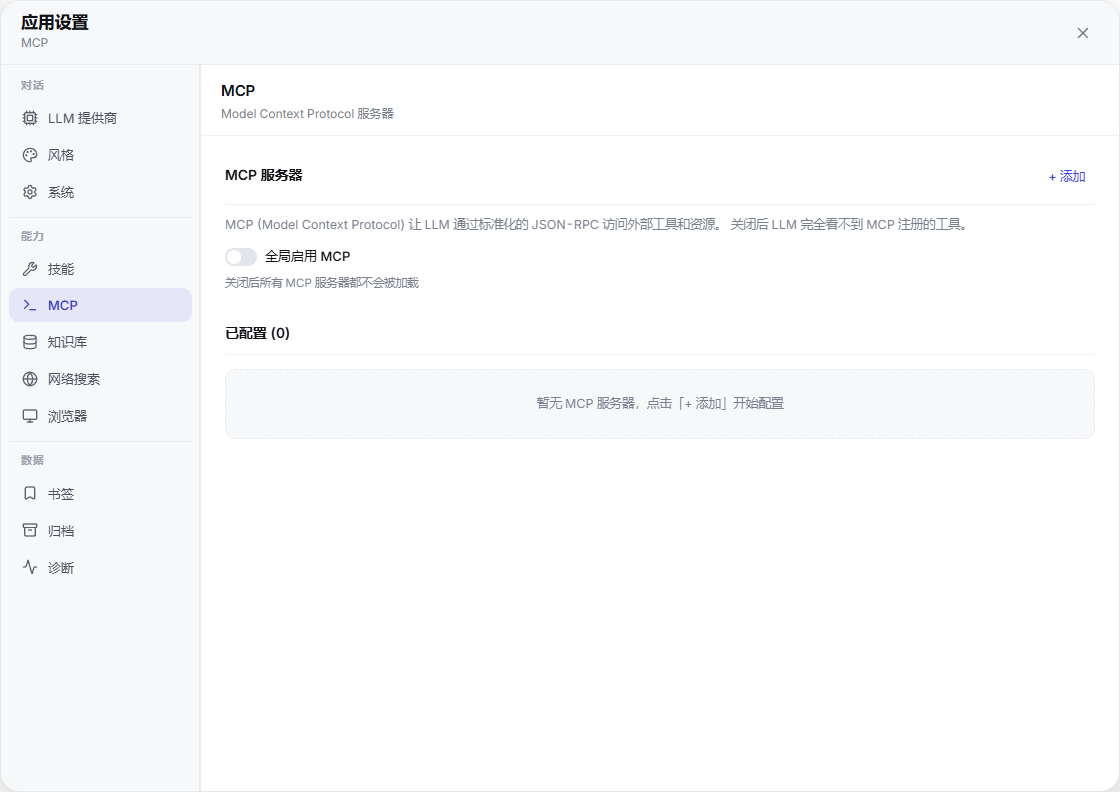 应用设置
MCP
对话
LLM 提供商
风格
系统
能力
技能
MCP
知识库
网络搜索
浏览器
数据
书签
归档
诊断
MCP
Model Context Protocol 服务器
MCP 服务器
+ 添加
MCP (Model Context Protocol) 让 LLM 通过标准化的 JSON-RPC 访问外部工具和资源。 关闭后 LLM 完全看不到 MCP 注册的工具。
全局启用 MCP
关闭后所有 MCP 服务器都不会被加载
已配置 (0)
暂无 MCP 服务器，点击「+ 添加」开始配置